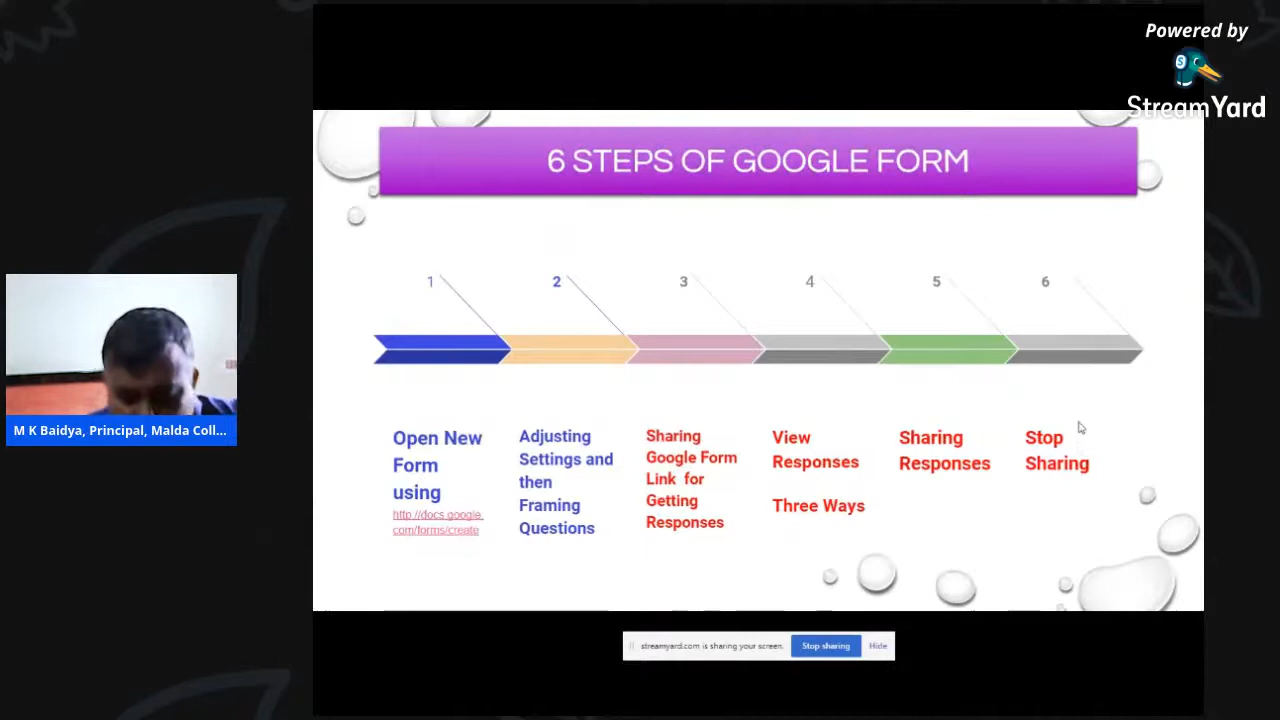 Powered by
StreamYard
6 STEPS OF GOOGLE FORM
1
2
3
4
5
6
Open New
Form
using
http://docs.google.
com/forms/create
Adjusting
Settings and
then
Framing
Questions
Sharing
Google Form
Link for
Getting
Responses
View
Responses
Three Ways
Sharing
Responses
Stop
Sharing
M K Baidya, Principal, Malda Coll...
streamyard.com is sharing your screen.
Stop sharing
Hide